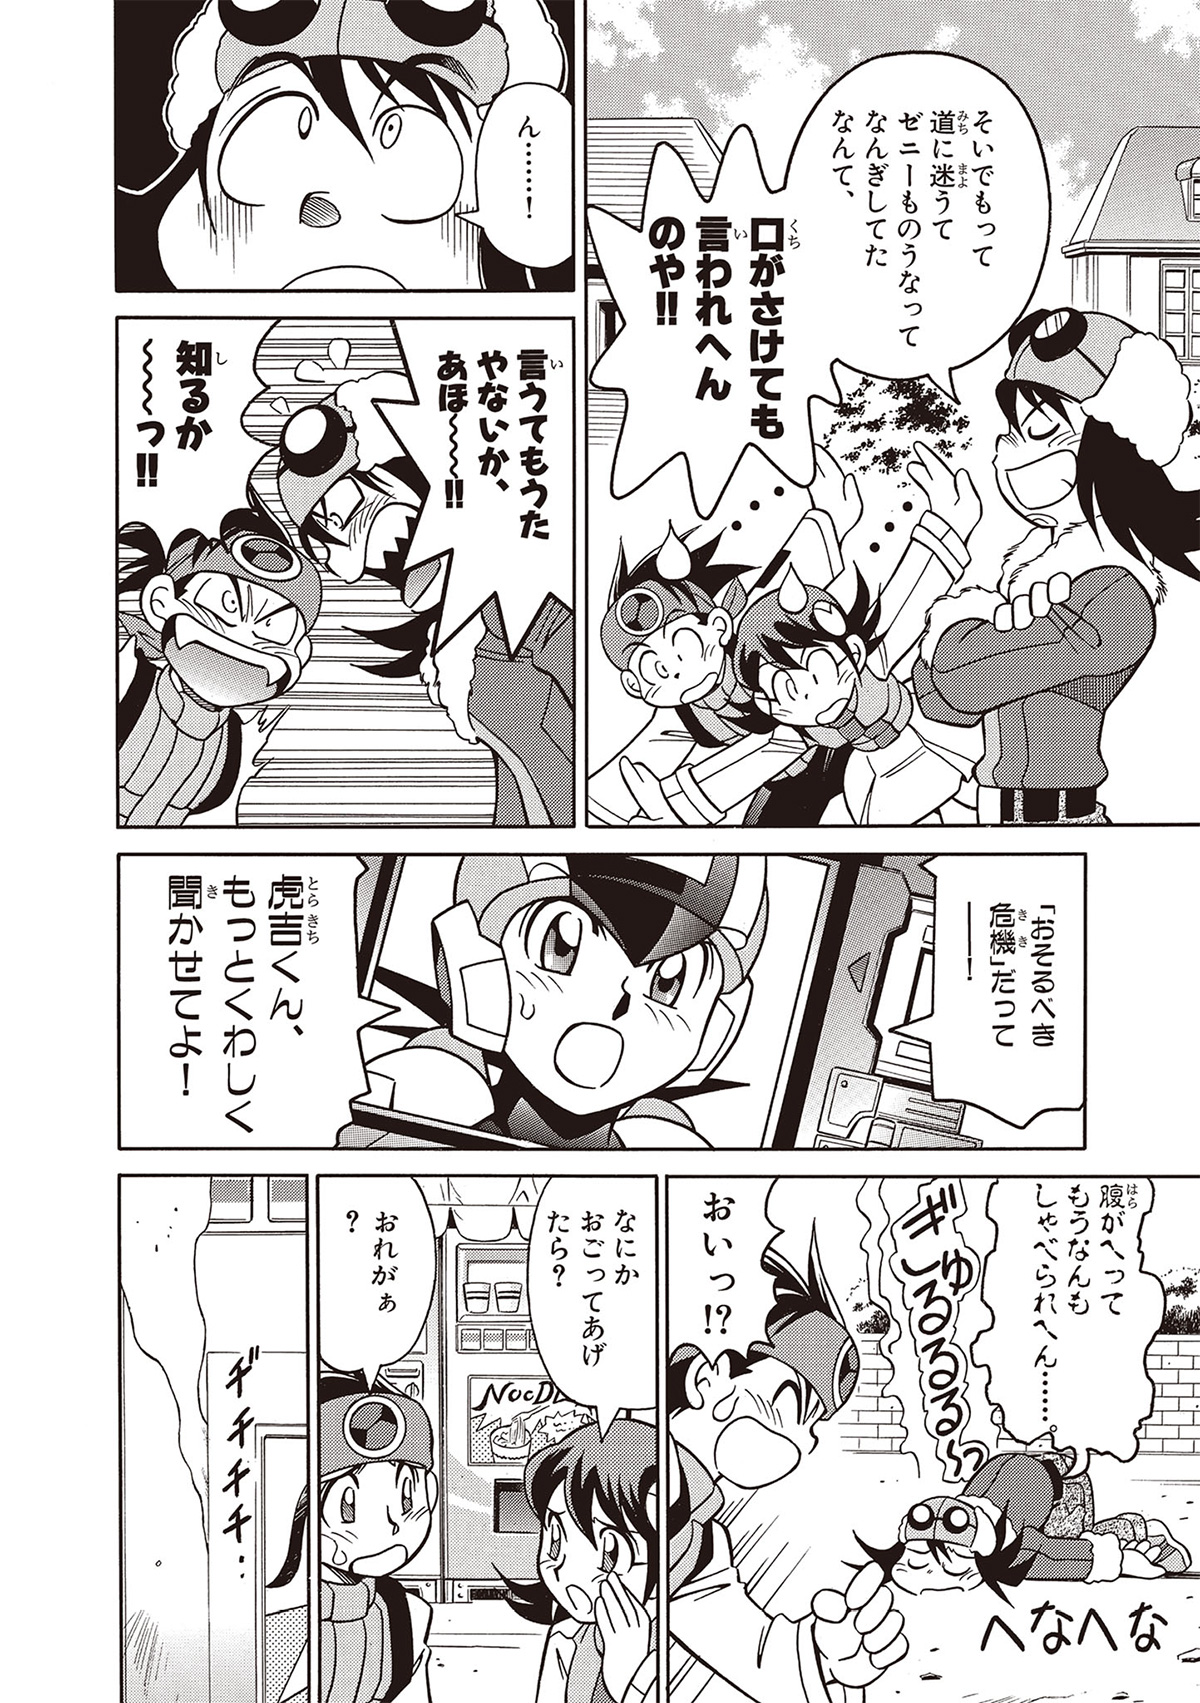 そいでもって
道に迷うて
ゼニーものうなって
なんぎしてた
なんて、
口がさけても
言われへん
のや!!
ん……!
言うてもうた
やないか、
あほ〜〜!!
知るか
〜〜〜っ!!
「おそるべき
危機」だって
――!
虎吉くん、
もっとくわしく
聞かせてよ!
腹がへって
もうなんも
しゃべられへん……。
ぎゅるるる〜っ
へなへな
おいっ!?
なにか
おごってあげ
たら?
NOODLE
おれがぁ
?
チチチチ・